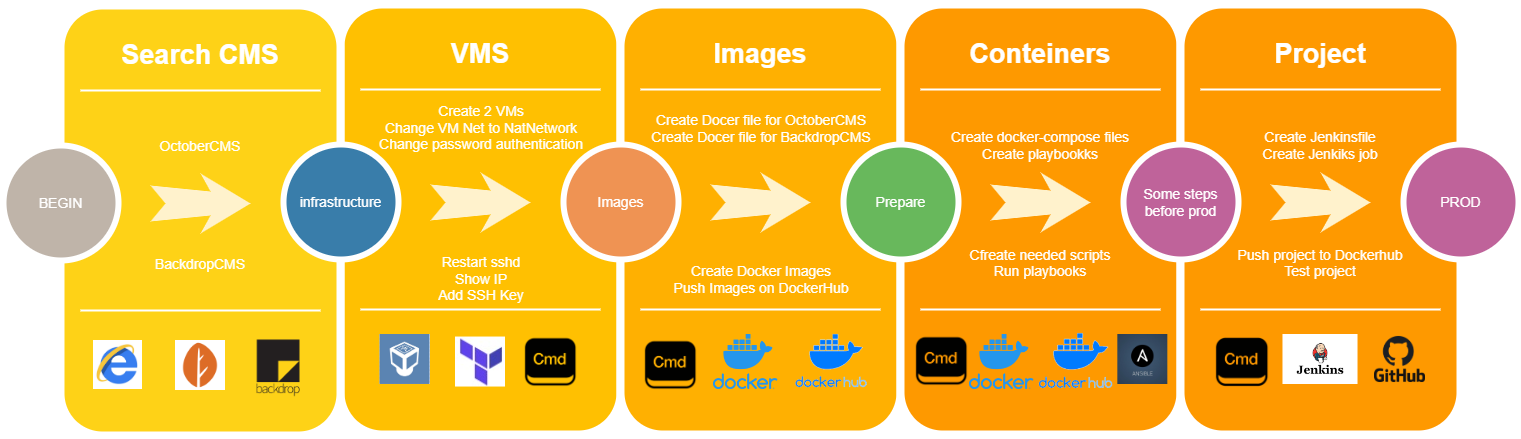 Search CMS
OctoberCMS
BackdropCMS
backdrop
BEGIN
infrastructure
VMS
Create 2 VMs
Change VM Net to NatNetwork
Change password authentication
Restart sshd
Show IP
Add SSH Key
Cmd
Images
Images
Create Docer file for OctoberCMS
Create Docer file for BackdropCMS
Create Docker Images
Push Images on DockerHub
Cmd
docker
dockerhub
Prepare
Conteiners
Create docker-compose files
Create playbookks
Cfreate needed scripts
Run playbooks
Cmd
docker
dockerhub
ANSIBLE
Some steps
before prod
Project
Create Jenkinsfile
Create Jenkiks job
Push project to Dockerhub
Test project
Cmd
Jenkins
GitHub
PROD